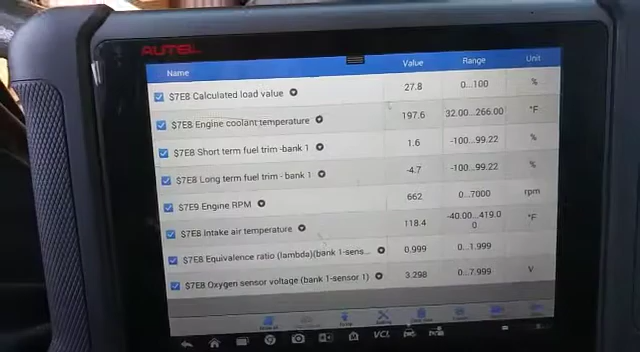 AUTEL
Name Value Range Unit
$7E8 Calculated load value 27.8 0...100 %
$7E8 Engine coolant temperature 197.6 32.00...266.00 °F
$7E8 Short term fuel trim -bank 1 1.6 -100...99.22 %
$7E8 Long term fuel trim - bank 1 -4.7 -100...99.22 %
$7E9 Engine RPM 662 0...7000 rpm
$7E8 Intake air temperature 118.4 -40.00...419.0
0 °F
$7E8 Equivalence ratio (lambda)(bank 1-sens... 0.999 0...1.999
$7E8 Oxygen sensor voltage (bank 1-sensor 1) 3.298 0...7.999 V
VCI